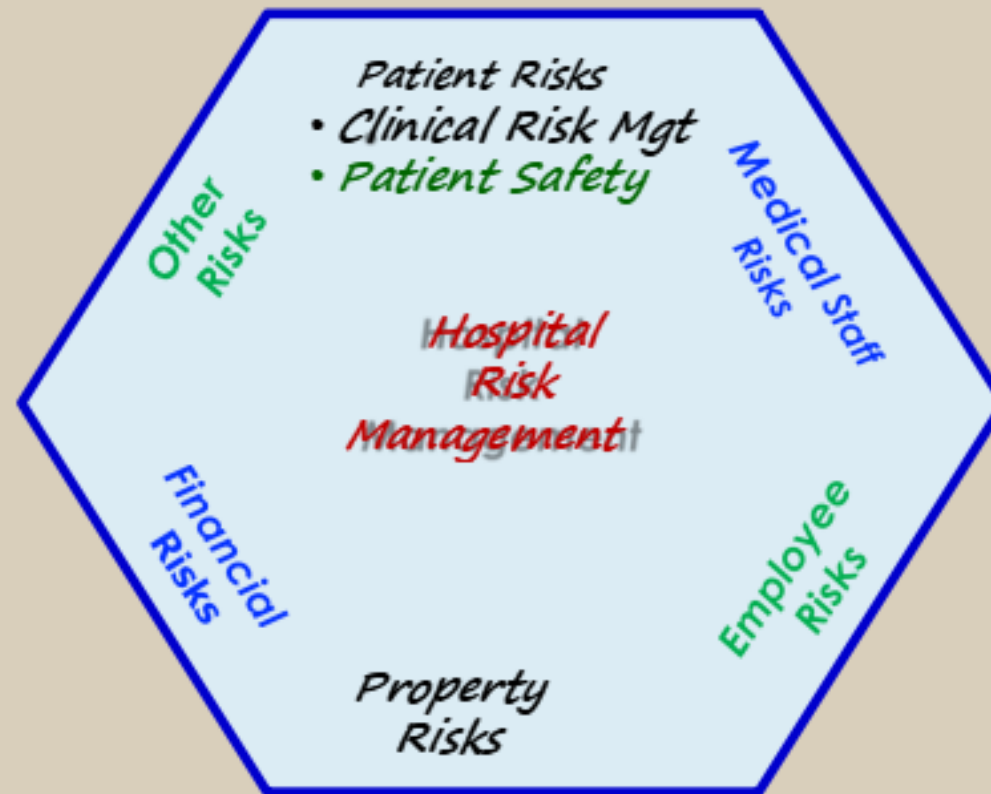 Patient Risks
• Clinical Risk Mgt
• Patient Safety
Other
Risks
Medical Staff
Risks
Hospital
Risk
Management
Financial
Risks
Employee
Risks
Property
Risks